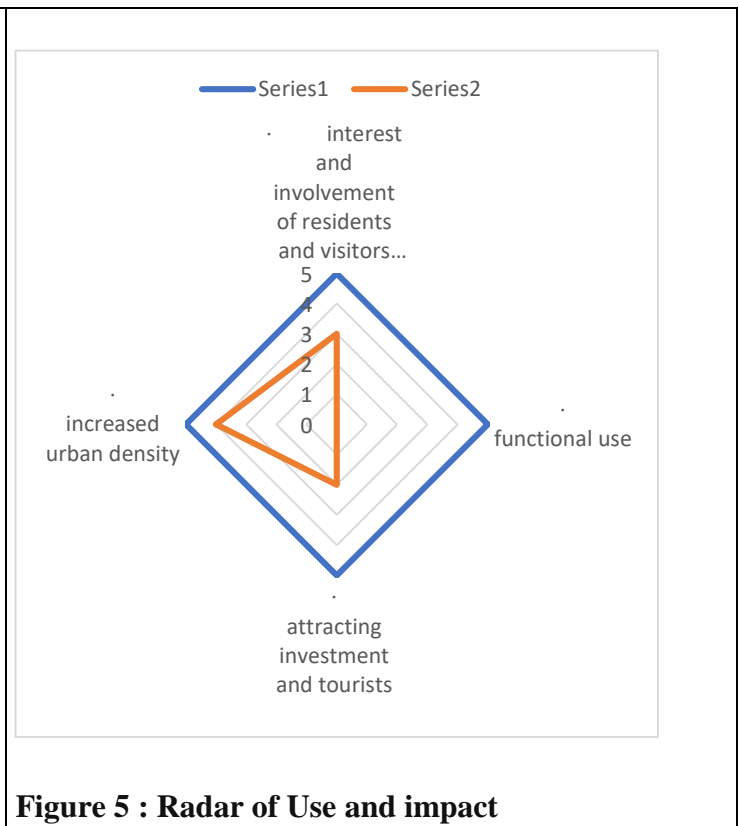 Series1 Series2
· interest
and
involvement
of residents
and visitors…
5
4
3
2
1
0
·
increased
urban density
·
functional use
·
attracting
investment
and tourists
Figure 5 : Radar of Use and impact